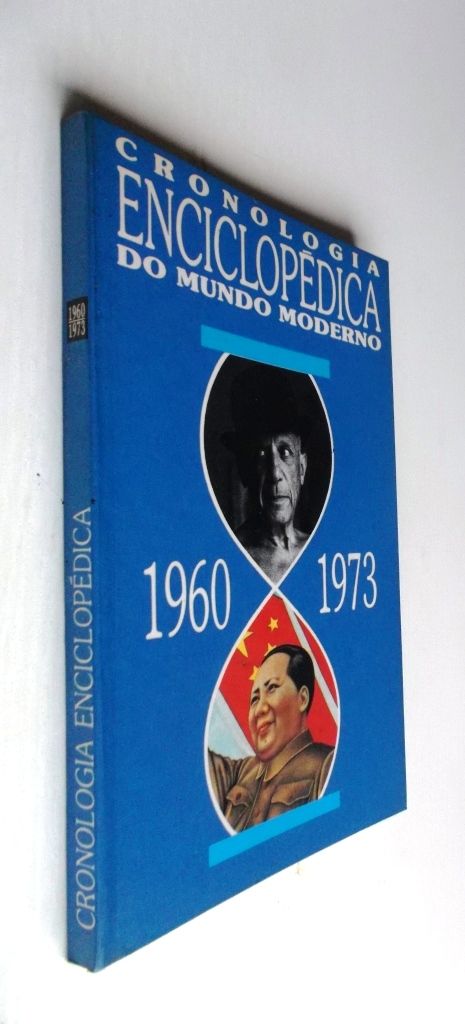 CRONOLOGIA
ENCICLOPÉDICA
DO MUNDO MODERNO
1960
1973
1960
1973
CRONOLOGIA ENCICLOPÉDICA